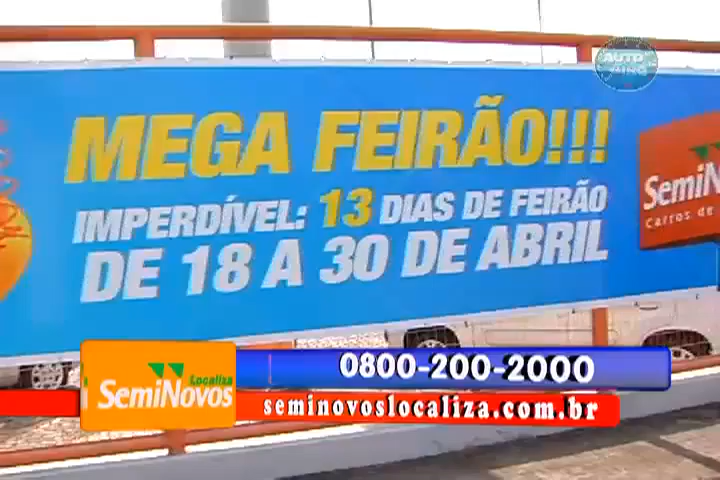 AUTO
MEGA FEIRÃO!!!
IMPERDÍVEL: 13 DIAS DE FEIRÃO
DE 18 A 30 DE ABRIL
SemiN
Carros de
Localiza
SemiNovos
0800-200-2000
seminovoslocaliza.com.br